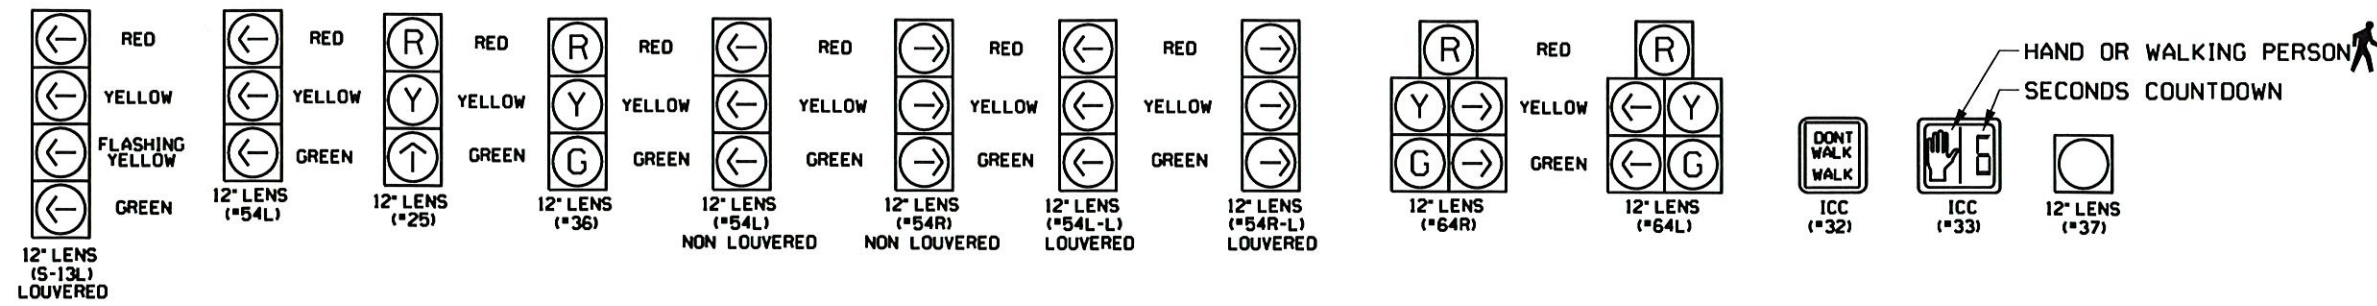 RED
YELLOW
FLASHING
YELLOW
GREEN
12" LENS
(S-13L)
LOUVERED
RED
YELLOW
GREEN
12" LENS
("54L)
R
Y
RED
YELLOW
GREEN
12" LENS
("25)
R
Y
G
RED
YELLOW
GREEN
12" LENS
("36)
RED
YELLOW
GREEN
12" LENS
("54L)
NON LOUVERED
RED
YELLOW
GREEN
12" LENS
("54R)
NON LOUVERED
RED
YELLOW
GREEN
12" LENS
("54L-L)
LOUVERED
12" LENS
("54R-L)
LOUVERED
R
Y
G
RED
YELLOW
GREEN
12" LENS
("64R)
R
Y
G
12" LENS
("64L)
DONT
WALK
WALK
ICC
("32)
HAND OR WALKING PERSON
SECONDS COUNTDOWN
6
ICC
("33)
12" LENS
("37)